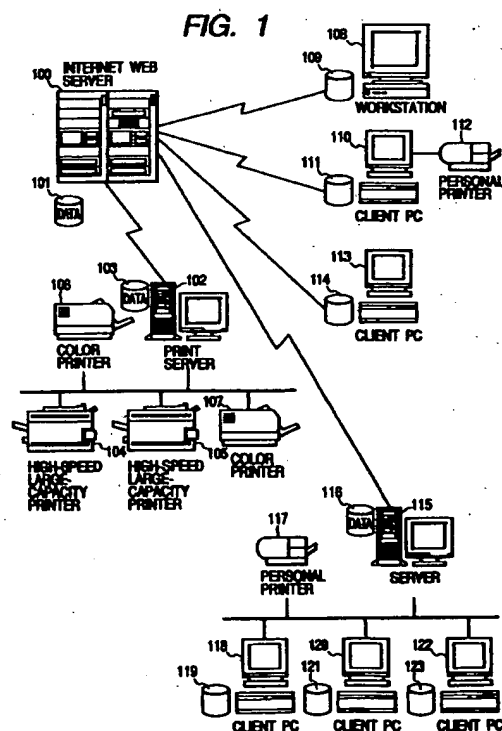 FIG. 1
INTERNET WEB
SERVER
100
101
DATA
108
109
WORKSTATION
110
111
112
PERSONAL
PRINTER
CLIENT PC
113
114
CLIENT PC
103
102
DATA
106
COLOR
PRINTER
PRINT
SERVER
104
HIGH-SPEED
LARGE-
CAPACITY
PRINTER
105
HIGH-SPEED
LARGE-
CAPACITY
PRINTER
107
COLOR
PRINTER
116
DATA
115
SERVER
117
PERSONAL
PRINTER
118
119
CLIENT PC
120
121
CLIENT PC
122
123
CLIENT PC